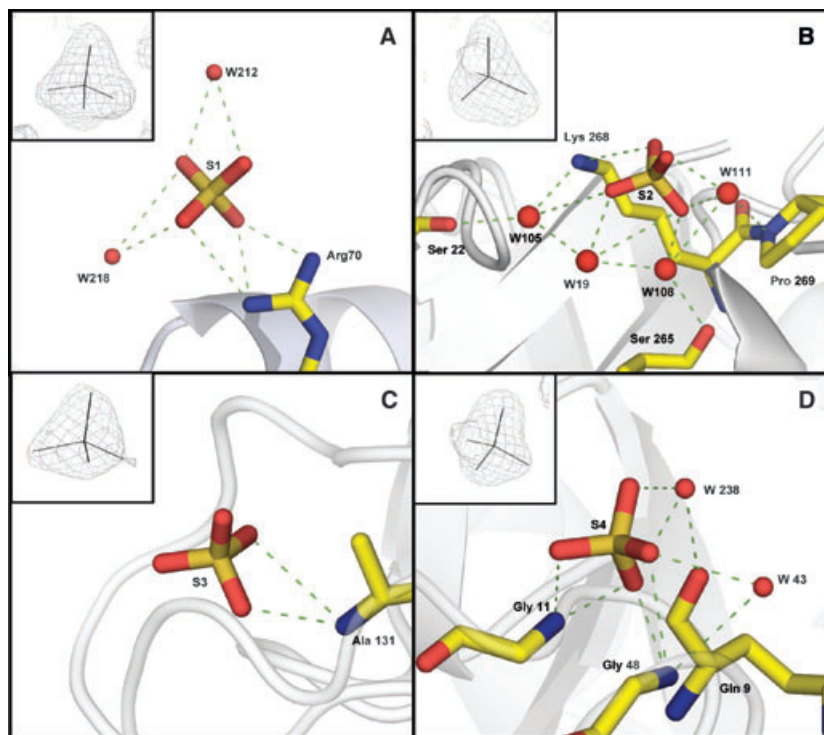 A
W212
S1
W218
Arg70
B
Lys 268
W111
S2
Ser 22
W105
W19
W108
Pro 269
Ser 265
C
S3
Ala 131
D
W 238
S4
W 43
Gly 11
Gly 48
Gln 9